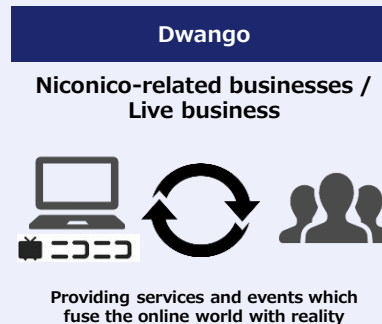 Dwango
Niconico-related businesses /
Live business
ニコニコ
Providing services and events which
fuse the online world with reality